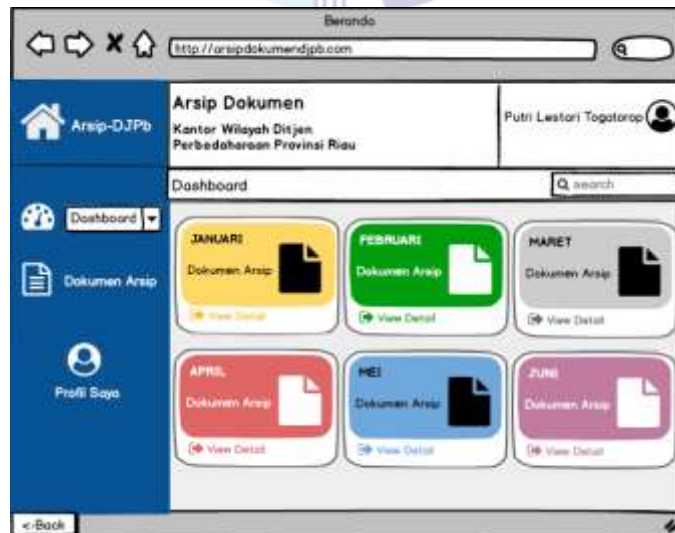 Beranda
http://arsipdokumendjpb.com
Arsip-DJPb
Arsip Dokumen
Kantor Wilayah Ditjen
Perbedaharaan Provinsi Riau
Putri Lestari Togatorop
Dashboard
search
Dashboard
Dokumen Arsip
Profil Saya
JANUARI
Dokumen Arsip
View Detail
FEBRUARI
Dokumen Arsip
View Detail
MARET
Dokumen Arsip
View Detail
APRIL
Dokumen Arsip
View Detail
MEI
Dokumen Arsip
View Detail
JUNI
Dokumen Arsip
View Detail
<-Back